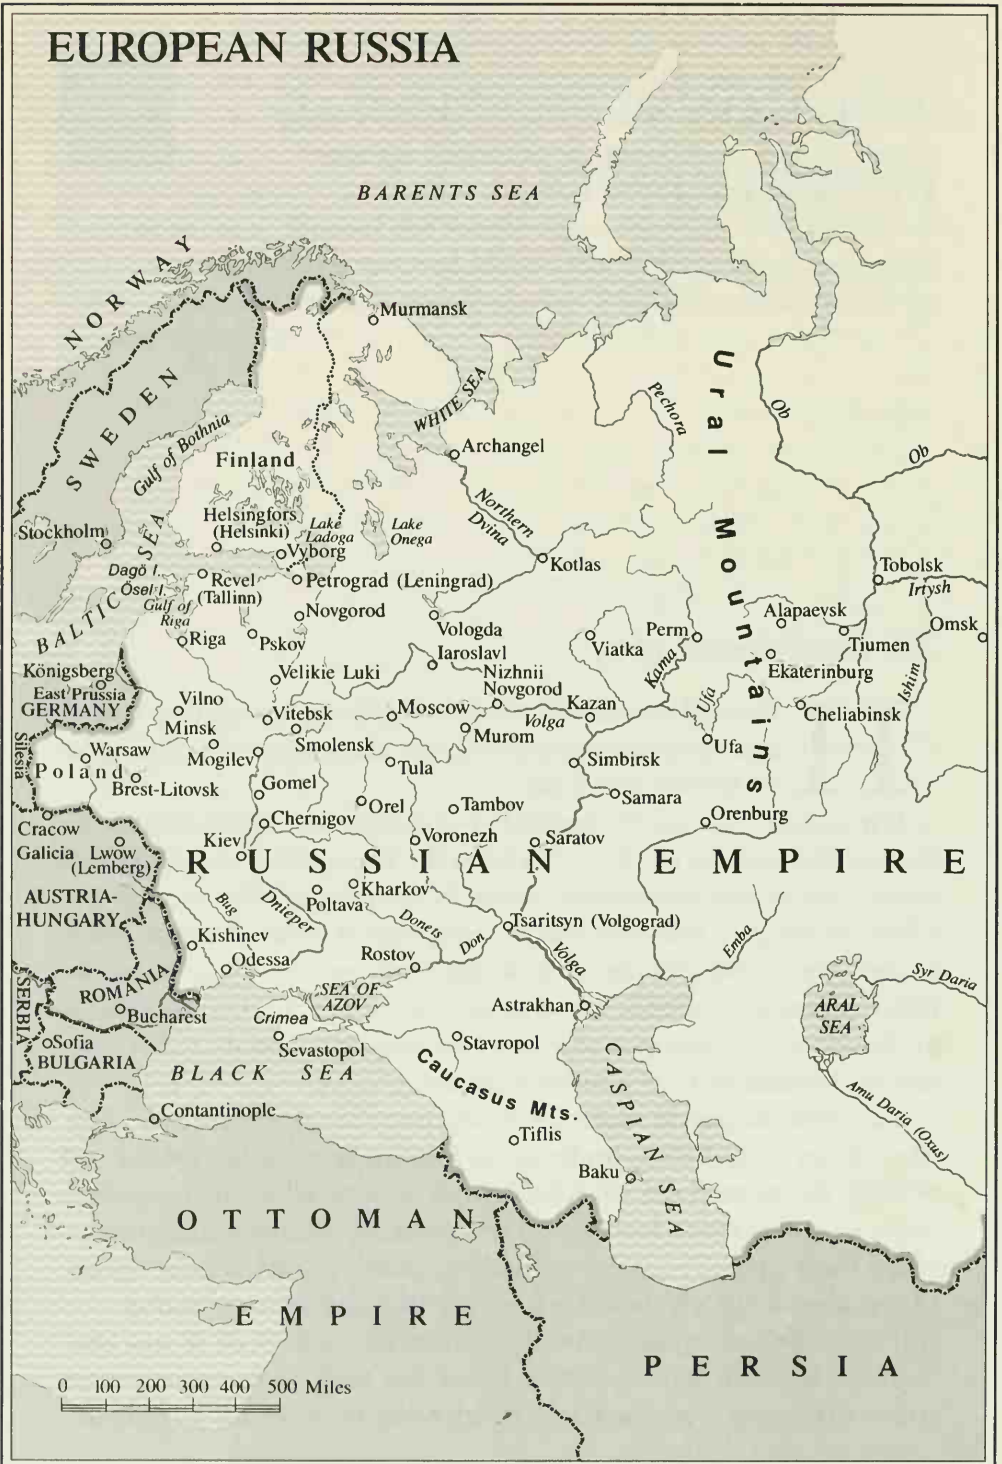 EUROPEAN RUSSIA
BARENTS SEA
NORWAY
Murmansk
SWEDEN
WHITE SEA
Pechora
Ural Mountains
Ob
Ob
Gulf of Bothnia
Archangel
Finland
Northern
Dvina
Helsingfors
(Helsinki)
Lake
Ladoga
Lake
Onega
Stockholm
Vyborg
Kotlas
BALTIC SEA
Dagö I.
Ösel I.
Gulf of
Riga
Revel
(Tallinn)
Petrograd (Leningrad)
Tobolsk
Irtysh
Novgorod
Alapaevsk
Omsk
Riga
Pskov
Vologda
Viatka
Perm
Tiumen
Iaroslavl
Kama
Ekaterinburg
Ishim
Königsberg
East Prussia
GERMANY
Velikie Luki
Nizhnii
Novgorod
Kazan
Ufa
Vilno
Vitebsk
Moscow
Volga
Cheliabinsk
Minsk
Smolensk
Murom
Ufa
Silesia
Warsaw
Mogilev
Simbirsk
Poland
Tula
Brest-Litovsk
Gomel
Orel
Tambov
Samara
Cracow
Chernigov
Voronezh
Orenburg
Galicia
Lwow
(Lemberg)
Kiev
Saratov
RUSSIAN EMPIRE
AUSTRIA-
HUNGARY
Bug
Dnieper
Poltava
Kharkov
Donets
Don
Tsaritsyn (Volgograd)
Kishinev
Odessa
Rostov
Volga
Emba
SERBIA
ROMANIA
SEA OF
AZOV
Astrakhan
Syr Daria
ARAL
SEA
Bucharest
Crimea
Sofia
BULGARIA
Sevastopol
Stavropol
BLACK SEA
Caucasus Mts.
CASPIAN SEA
Amu Daria (Oxus)
Contantinople
Tiflis
Baku
OTTOMAN
EMPIRE
PERSIA
0 100 200 300 400 500 Miles